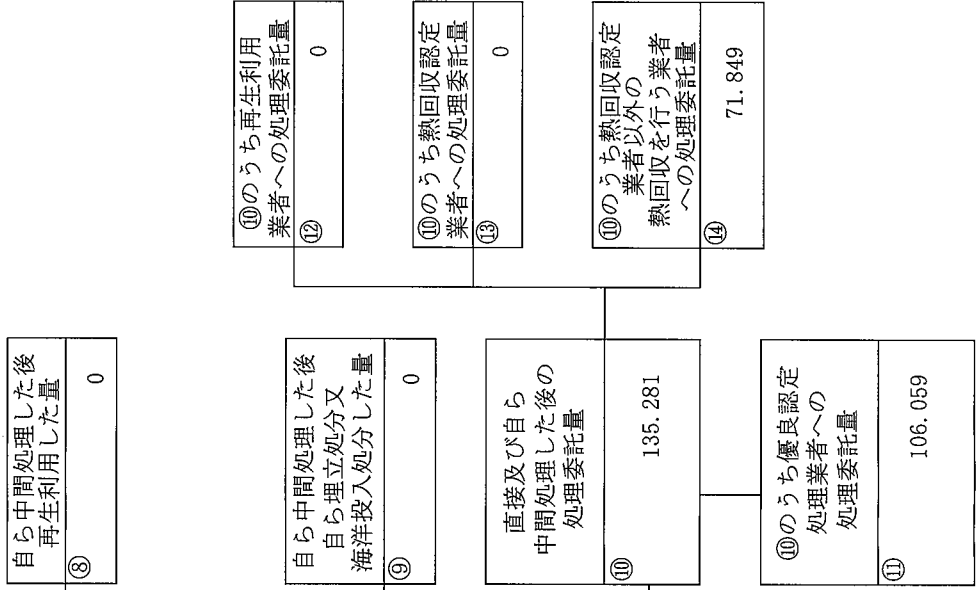 自ら中間処理した後
再生利用した量
⑧
0
自ら中間処理した後
自ら埋立処分又
海洋投入処分した量
⑨
0
直接及び自ら
中間処理した後の
処理委託量
⑩
135.281
⑩のうち優良認定
処理業者への
処理委託量
⑪
106.059
⑩のうち再生利用
業者への処理委託量
⑫
0
⑩のうち熱回収認定
業者への処理委託量
⑬
0
⑩のうち熱回収認定
業者以外の
熱回収を行う業者
への処理委託量
⑭
71.849